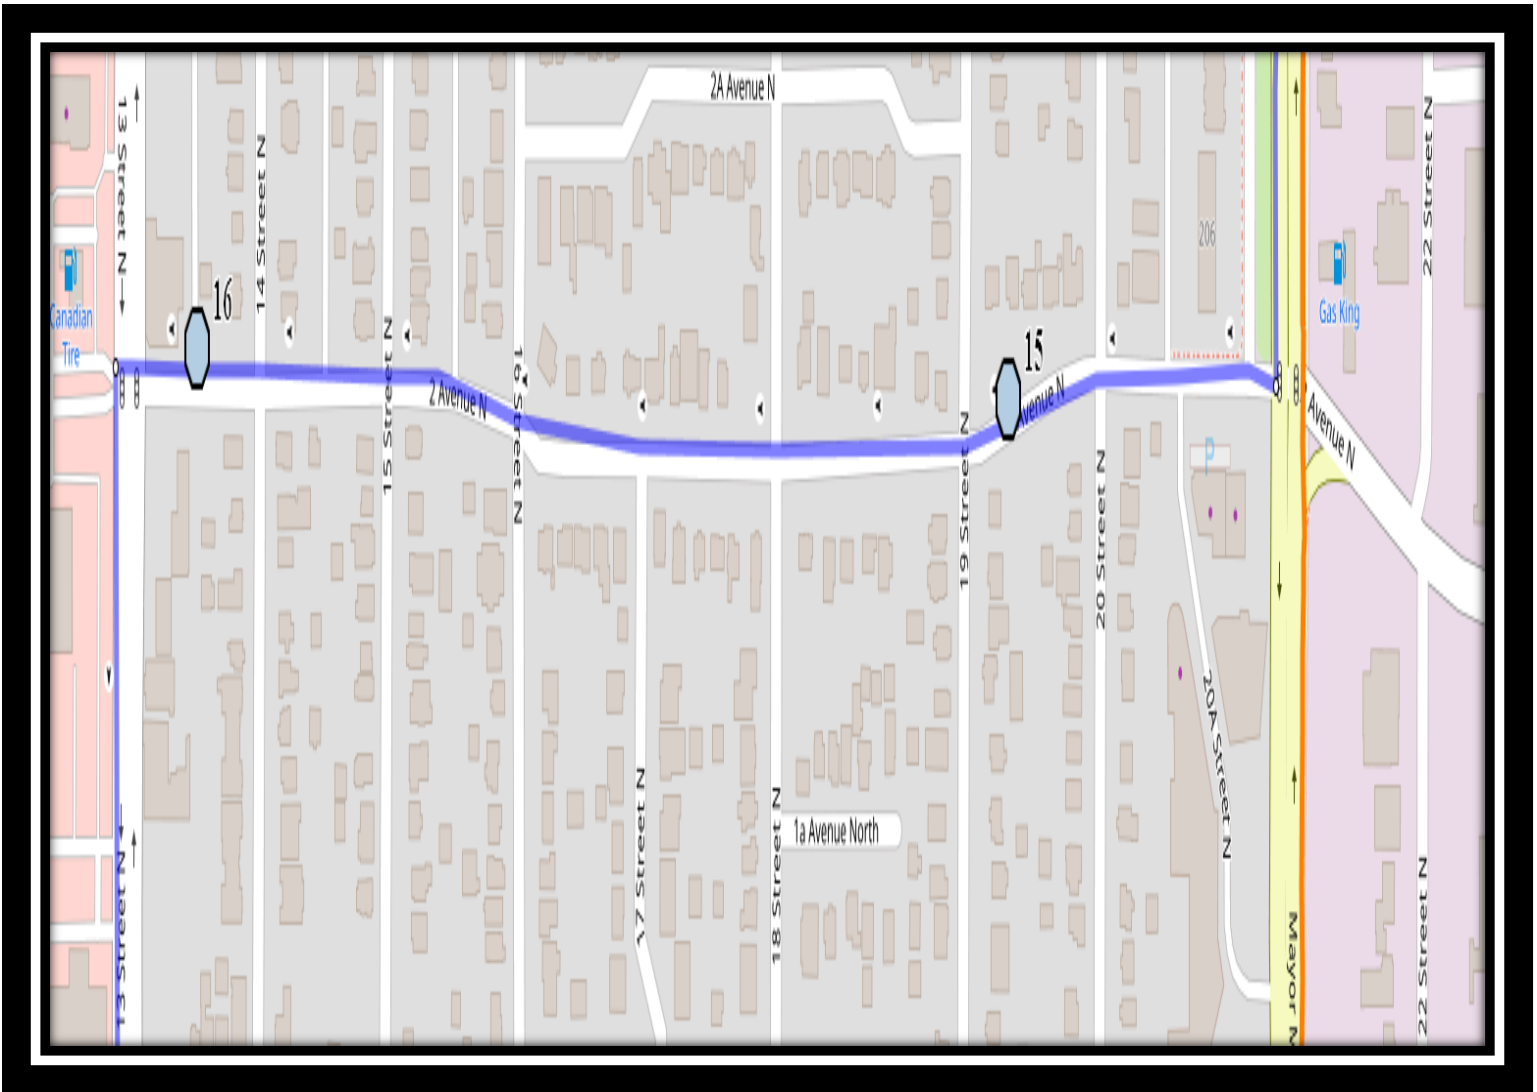 2A Avenue N
13 Street N
14 Street N
22 Street N
206
Canadian
Tire
16
Gas King
15 Street N
16 Street N
15
2 Avenue N
Avenue N
Avenue N
19 Street N
20 Street N
P
20A Street N
17 Street N
18 Street N
1a Avenue North
13 Street N
22 Street N
Mayor M